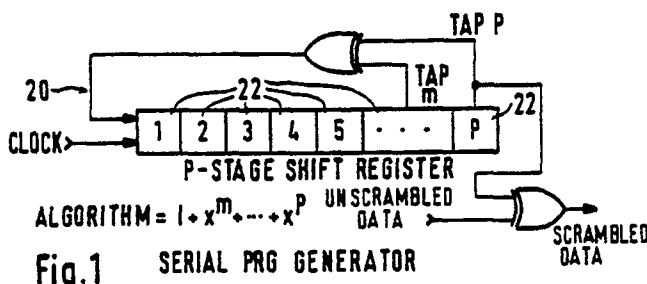 TAP P
TAP m
20
22
1 2 3 4 5 ... P
22
CLOCK
P-STAGE SHIFT REGISTER
ALGORITHM = 1 + x^m + ... + x^P
UNSCRAMBLED DATA
SCRAMBLED DATA
Fig.1 SERIAL PRG GENERATOR